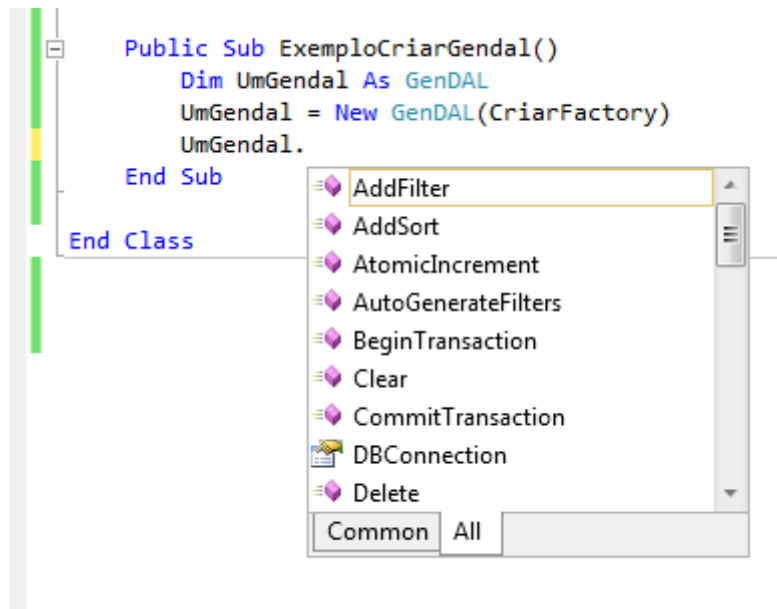 Public Sub ExemploCriarGendal()
Dim UmGendal As GenDAL
UmGendal = New GenDAL(CriarFactory)
UmGendal.
End Sub
End Class
AddFilter
AddSort
AtomicIncrement
AutoGenerateFilters
BeginTransaction
Clear
CommitTransaction
DBConnection
Delete
Common All